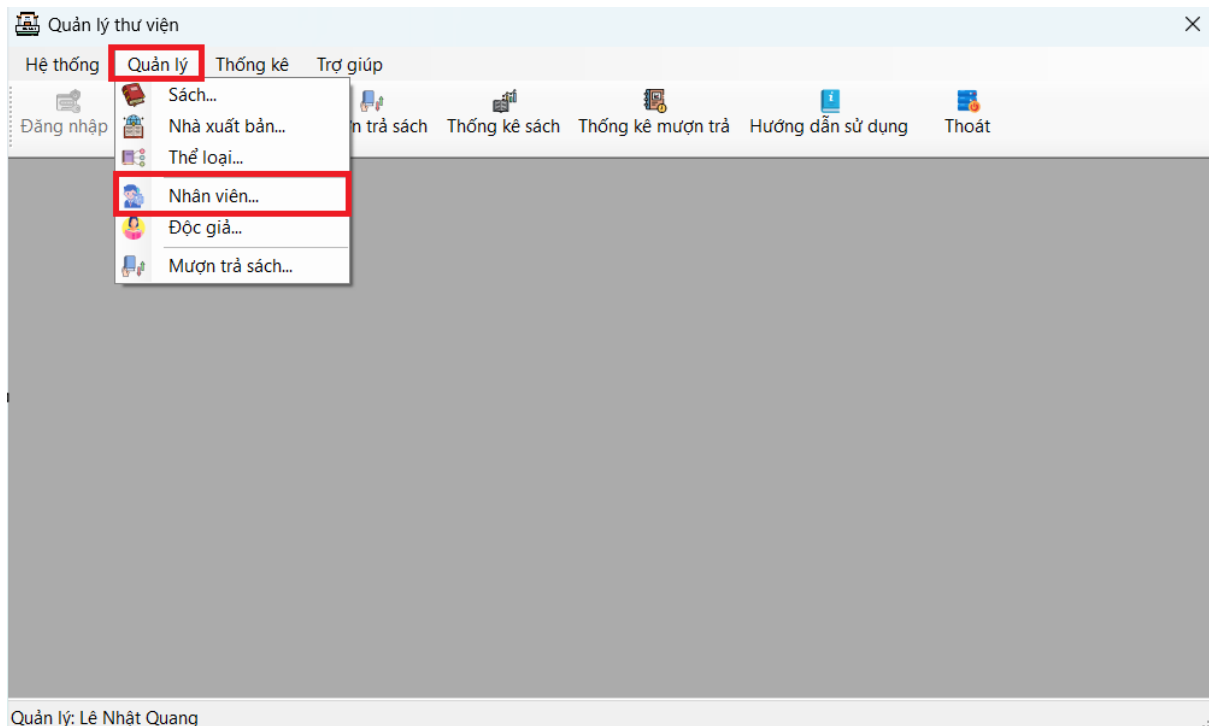 Quản lý thư viện
Hệ thống Quản lý Thống kê Trợ giúp
Sách...
Đăng nhập Nhà xuất bản... trả sách Thống kê sách Thống kê mượn trả Hướng dẫn sử dụng Thoát
Thể loại...
Nhân viên...
Độc giả...
Mượn trả sách...
Quản lý: Lê Nhật Quang